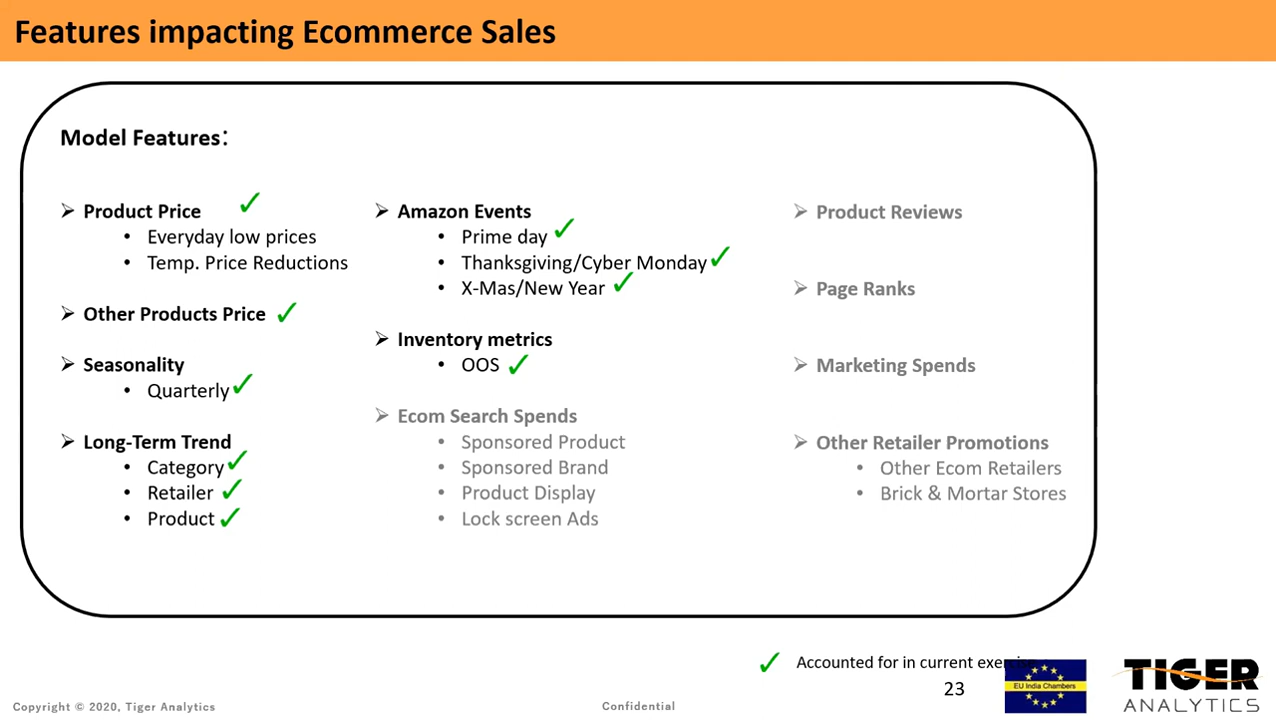 Features impacting Ecommerce Sales
Model Features:
Product Price
Everyday low prices
Temp. Price Reductions
Other Products Price
Seasonality
Quarterly
Long-Term Trend
Category
Retailer
Product
Amazon Events
Prime day
Thanksgiving/Cyber Monday
X-Mas/New Year
Inventory metrics
OOS
Ecom Search Spends
Sponsored Product
Sponsored Brand
Product Display
Lock screen Ads
Product Reviews
Page Ranks
Marketing Spends
Other Retailer Promotions
Other Ecom Retailers
Brick & Mortar Stores
Accounted for in current exercise
23
EU India Chambers
TIGER
ANALYTICS
Copyright © 2020, Tiger Analytics
Confidential